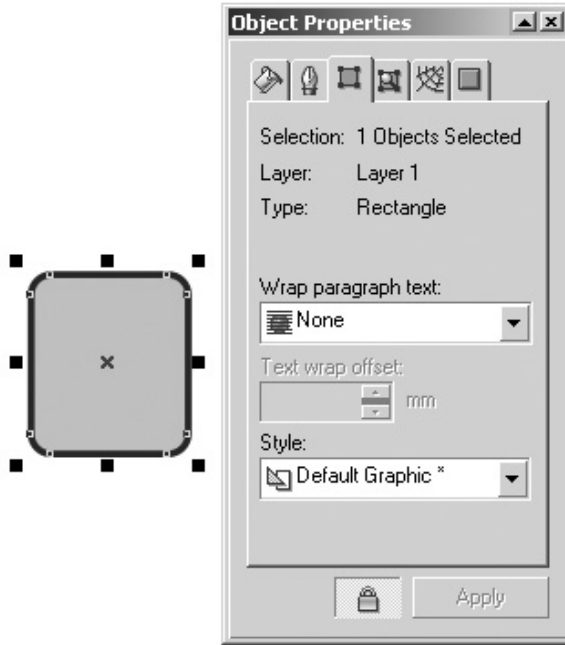 Object Properties
Selection: 1 Objects Selected
Layer: Layer 1
Type: Rectangle
Wrap paragraph text:
None
Text wrap offset:
mm
Style:
Default Graphic *
Apply